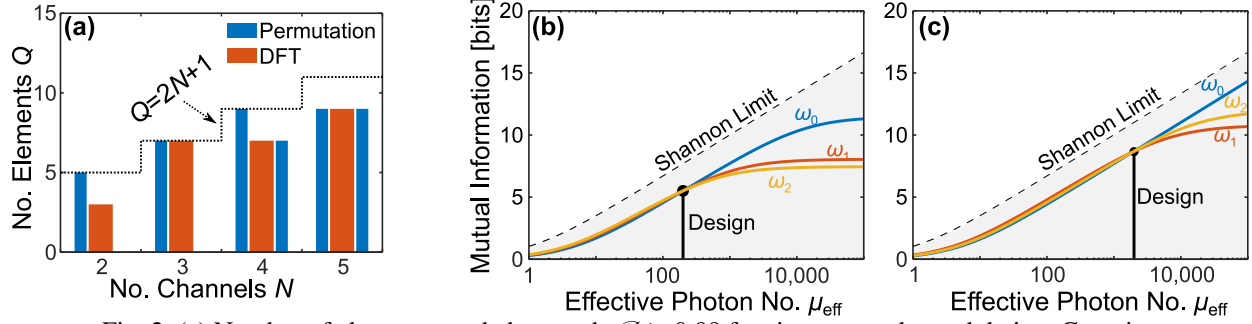 (a)
Permutation
DFT
Q=2N+1
No. Elements Q
15
10
5
0
2 3 4 5
No. Channels N
(b)
Mutual Information [bits]
20
15
10
5
0
Shannon Limit
ω0
ω1
ω2
Design
1 100 10,000
Effective Photon No. μeff
(c)
20
15
10
5
0
Shannon Limit
ω0
ω2
ω1
Design
1 100 10,000
Effective Photon No. μeff